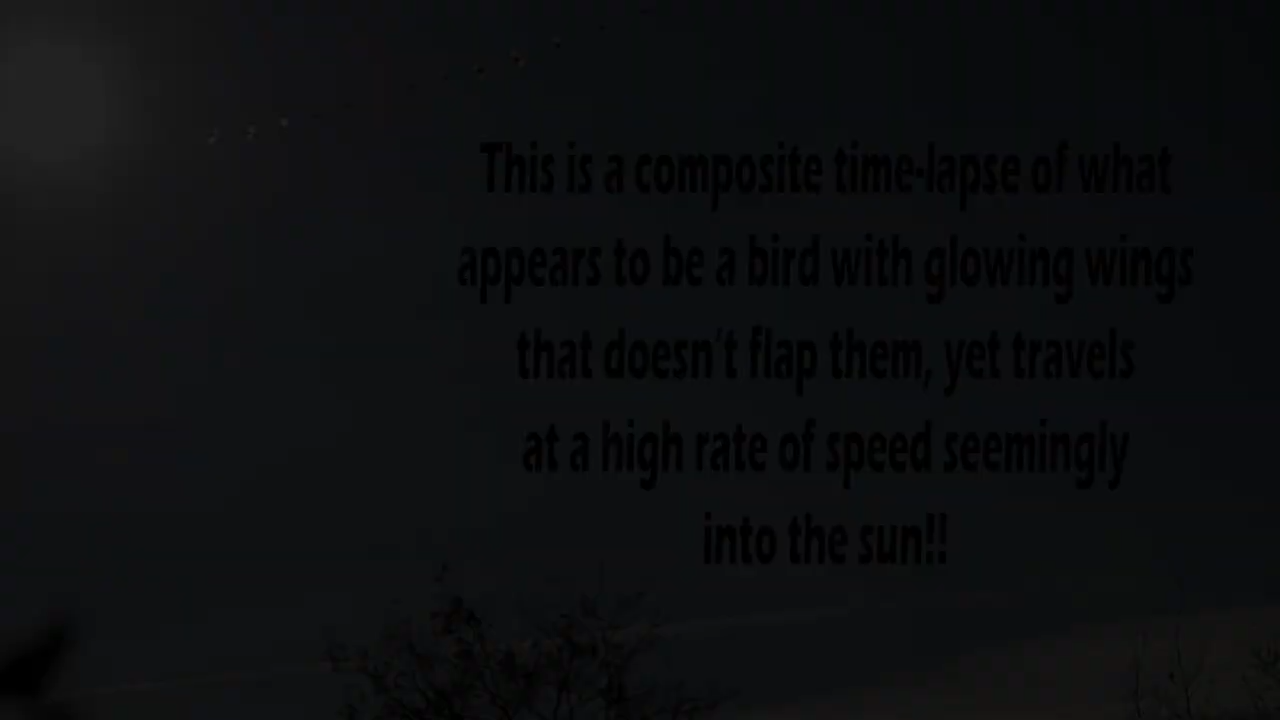 This is a composite time-lapse of what
appears to be a bird with glowing wings
that doesn't flap them, yet travels
at a high rate of speed seemingly
into the sun!!